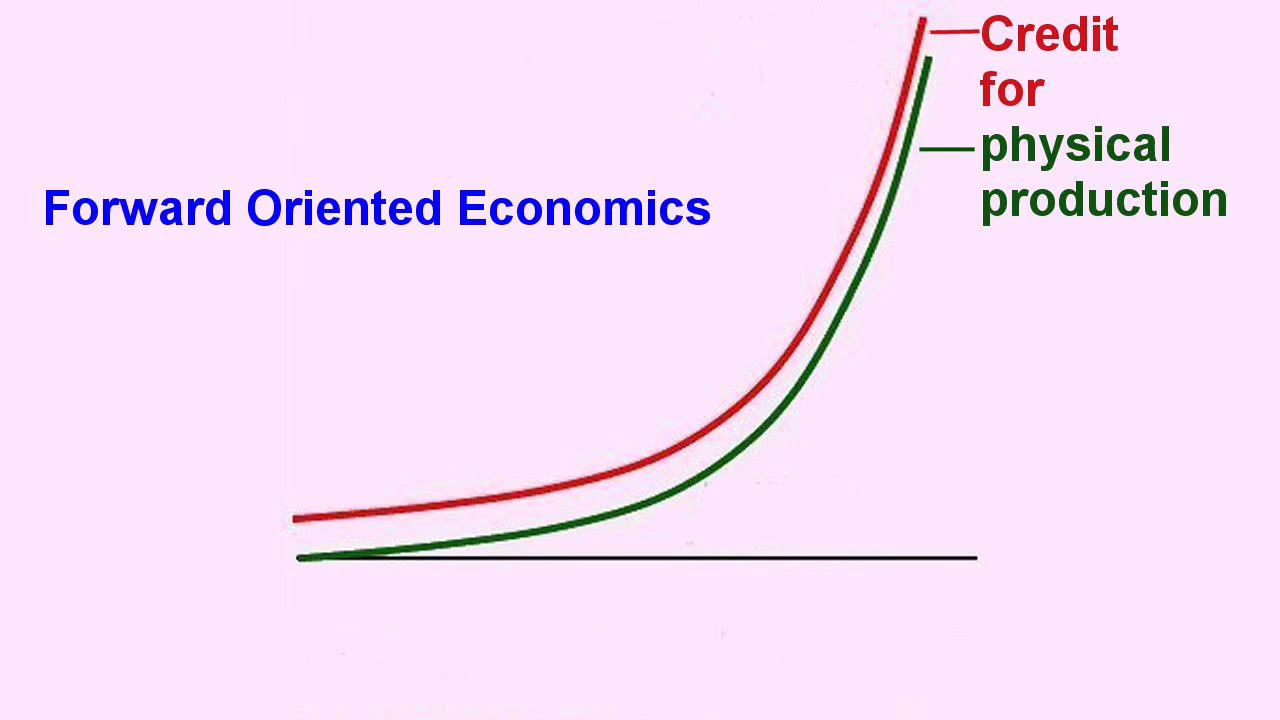 Credit
for
physical
production
Forward Oriented Economics